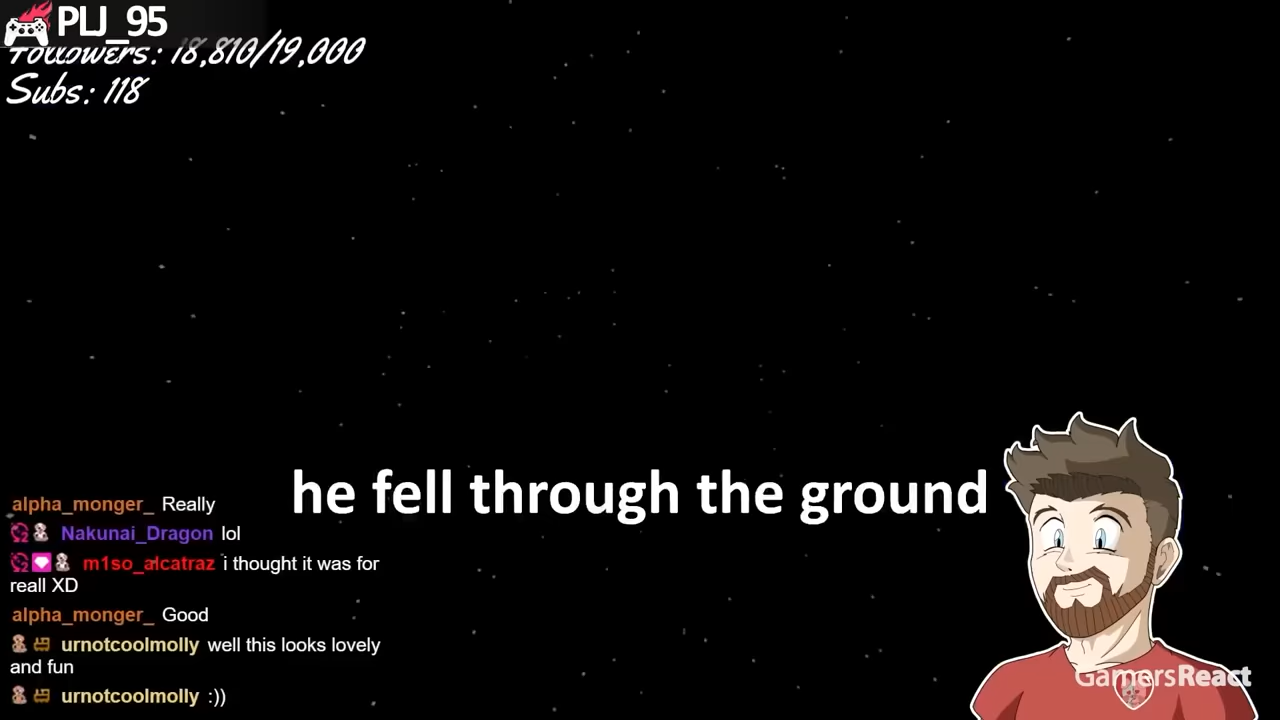 PLJ_95
Followers: 18,810/19,000
Subs: 118
he fell through the ground
alpha_monger_ Really
Nakunai_Dragon lol
m1so_alcatraz i thought it was for
reall XD
alpha_monger_ Good
urnotcoolmolly well this looks lovely
and fun
urnotcoolmolly :))
GamersReact